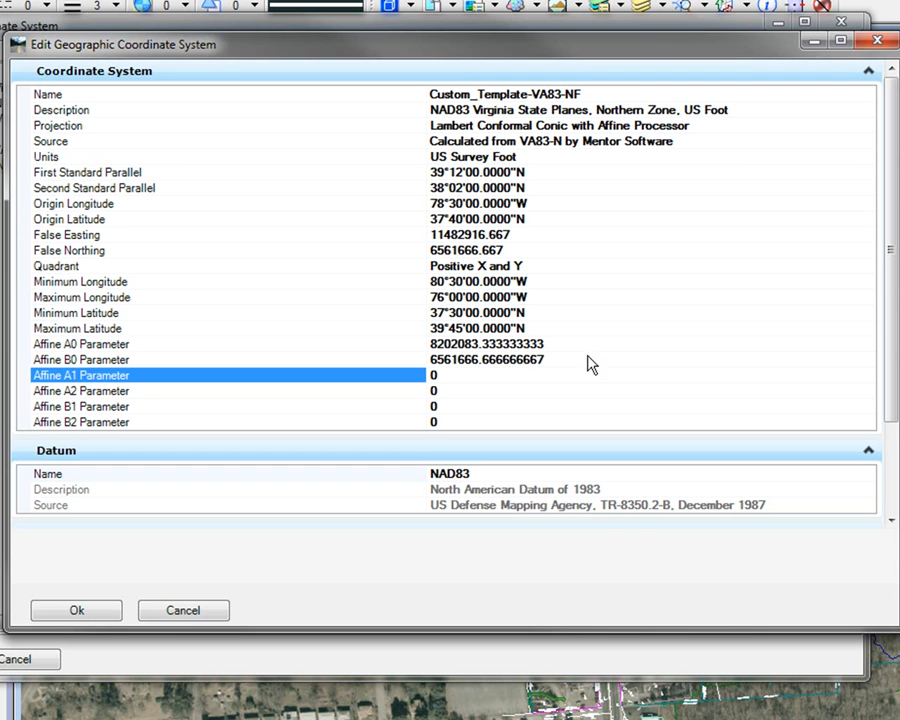 0 3 0 0
ate System
Edit Geographic Coordinate System
Coordinate System
Name Custom_Template-VA83-NF
Description NAD83 Virginia State Planes, Northern Zone, US Foot
Projection Lambert Conformal Conic with Affine Processor
Source Calculated from VA83-N by Mentor Software
Units US Survey Foot
First Standard Parallel 39°12'00.0000"N
Second Standard Parallel 38°02'00.0000"N
Origin Longitude 78°30'00.0000"W
Origin Latitude 37°40'00.0000"N
False Easting 11482916.667
False Northing 6561666.667
Quadrant Positive X and Y
Minimum Longitude 80°30'00.0000"W
Maximum Longitude 76°00'00.0000"W
Minimum Latitude 37°30'00.0000"N
Maximum Latitude 39°45'00.0000"N
Affine A0 Parameter 8202083.333333333
Affine B0 Parameter 6561666.666666667
Affine A1 Parameter 0
Affine A2 Parameter 0
Affine B1 Parameter 0
Affine B2 Parameter 0
Datum
Name NAD83
Description North American Datum of 1983
Source US Defense Mapping Agency, TR-8350.2-B, December 1987
Ok Cancel
Cancel